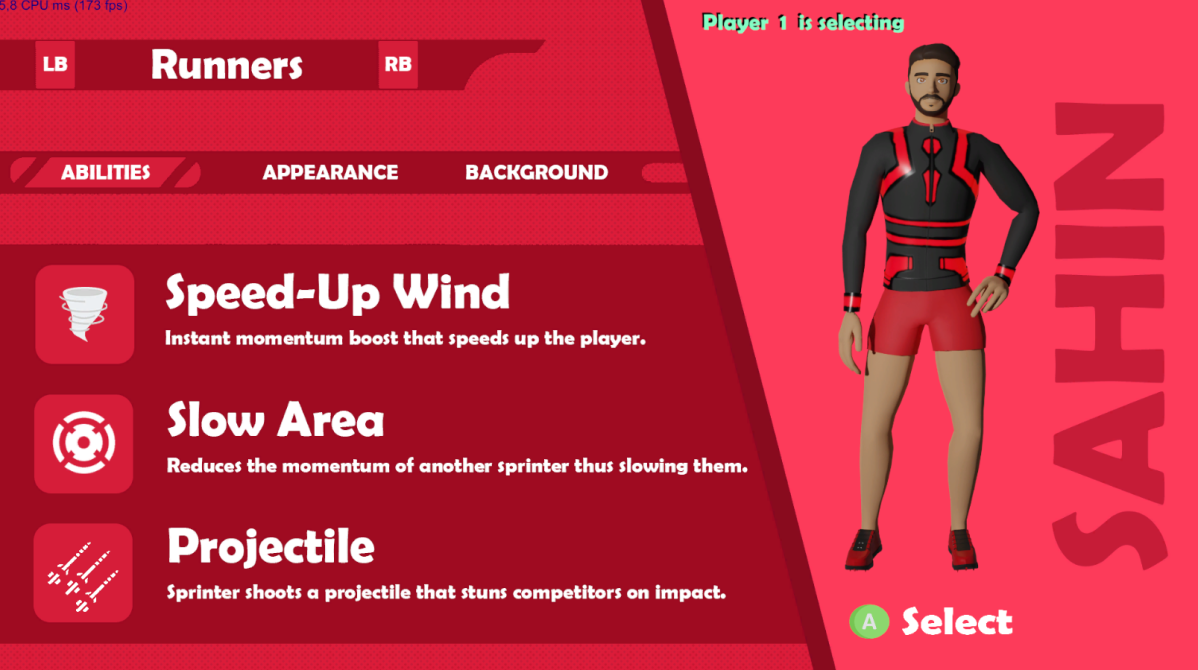 5,8 CPU ms (173 fps)
Player 1 is selecting
LB
Runners
RB
ABILITIES
APPEARANCE
BACKGROUND
Speed-Up Wind
Instant momentum boost that speeds up the player.
Slow Area
Reduces the momentum of another sprinter thus slowing them.
Projectile
Sprinter shoots a projectile that stuns competitors on impact.
SAHIN
A
Select